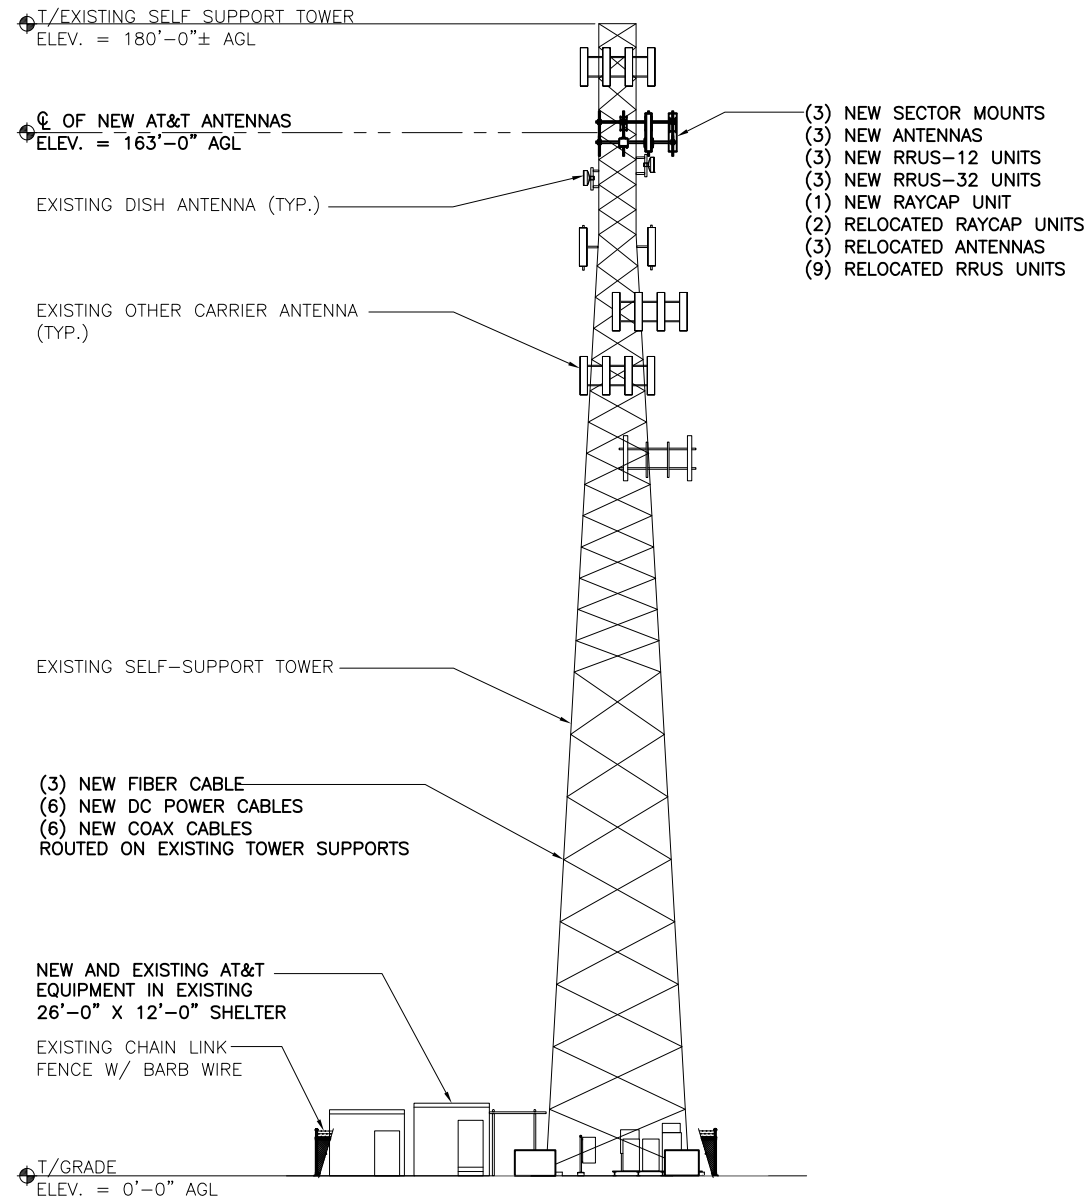 T/EXISTING SELF SUPPORT TOWER
ELEV. = 180'-0"± AGL
℄ OF NEW AT&T ANTENNAS
ELEV. = 163'-0" AGL
(3) NEW SECTOR MOUNTS
(3) NEW ANTENNAS
(3) NEW RRUS-12 UNITS
(3) NEW RRUS-32 UNITS
(1) NEW RAYCAP UNIT
(2) RELOCATED RAYCAP UNITS
(3) RELOCATED ANTENNAS
(9) RELOCATED RRUS UNITS
EXISTING DISH ANTENNA (TYP.)
EXISTING OTHER CARRIER ANTENNA
(TYP.)
EXISTING SELF-SUPPORT TOWER
(3) NEW FIBER CABLE
(6) NEW DC POWER CABLES
(6) NEW COAX CABLES
ROUTED ON EXISTING TOWER SUPPORTS
NEW AND EXISTING AT&T
EQUIPMENT IN EXISTING
26'-0" X 12'-0" SHELTER
EXISTING CHAIN LINK
FENCE W/ BARB WIRE
T/GRADE
ELEV. = 0'-0" AGL